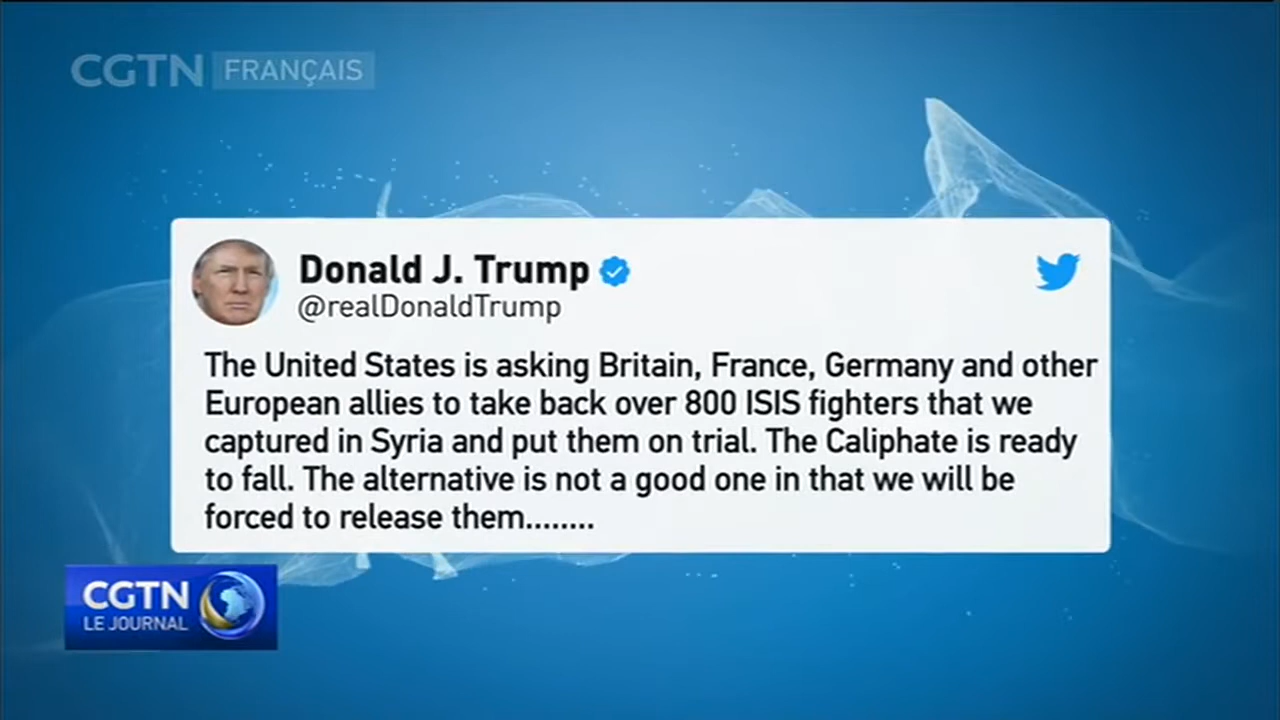 CGTN FRANÇAIS
Donald J. Trump
@realDonaldTrump
The United States is asking Britain, France, Germany and other
European allies to take back over 800 ISIS fighters that we
captured in Syria and put them on trial. The Caliphate is ready
to fall. The alternative is not a good one in that we will be
forced to release them........
CGTN
LE JOURNAL